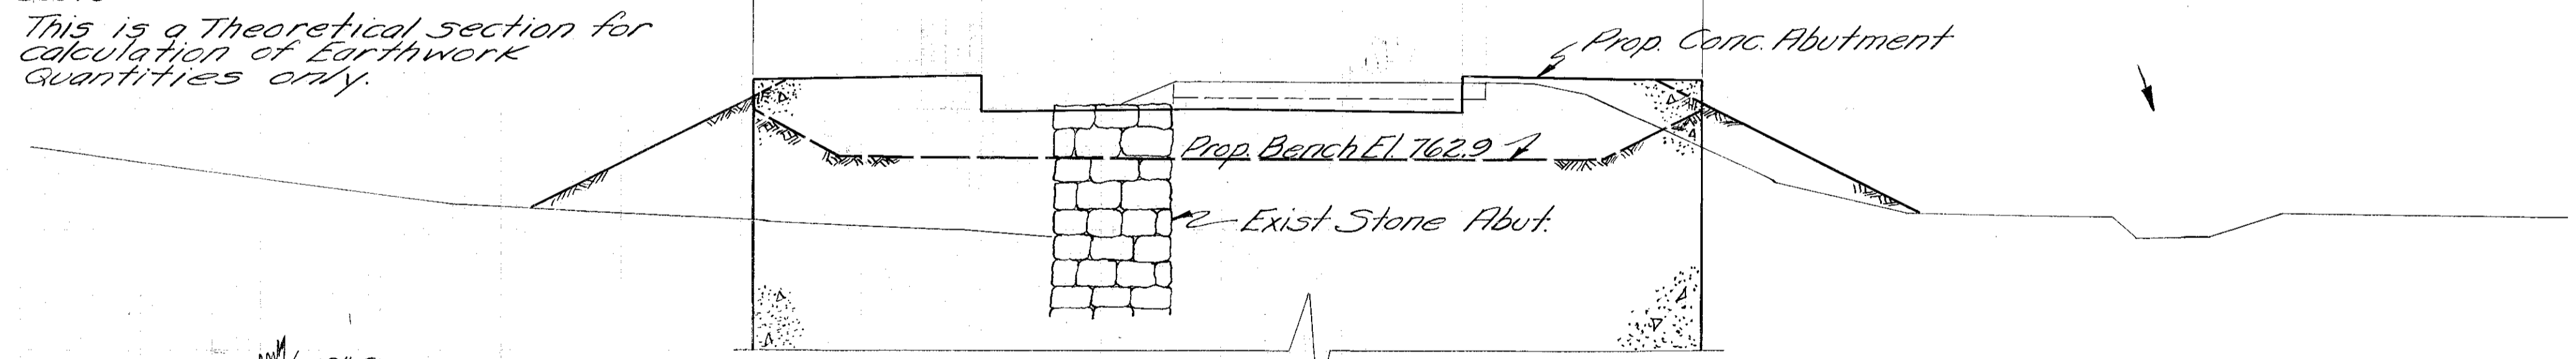 This is a Theoretical section for
calculation of Earthwork
Quantities only.
Prop. Conc. Abutment
Prop. Bench El. 762.9
Exist Stone Abut.